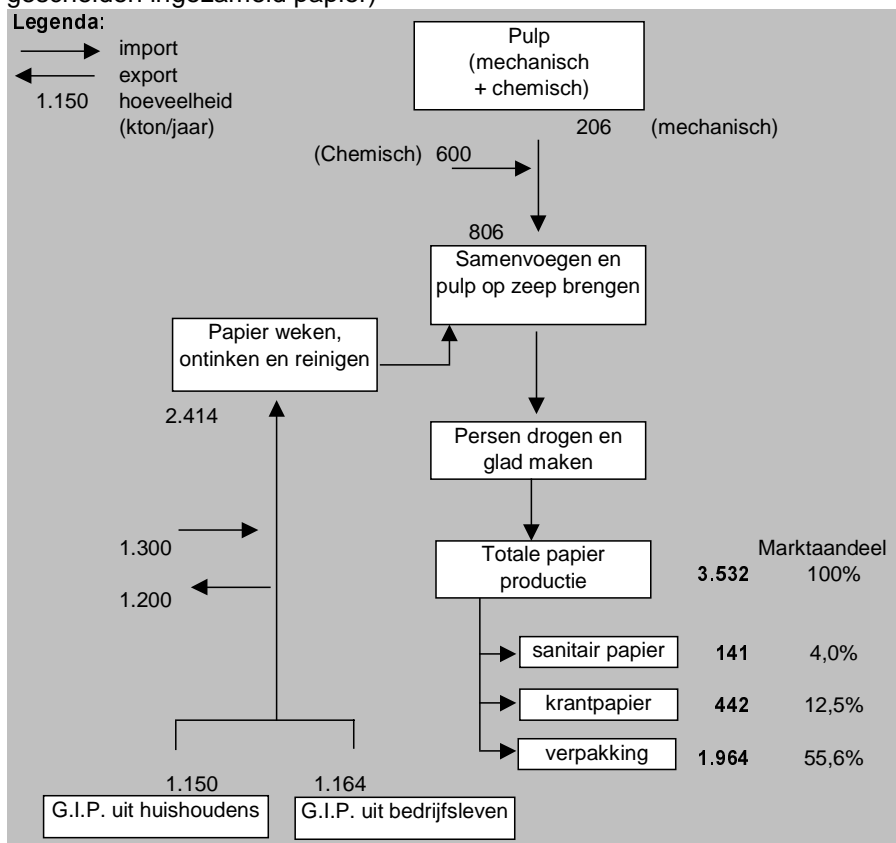 gescheiden ingezameld papier)
Legenda:
import
export
1.150 hoeveelheid
(kton/jaar)
Pulp
(mechanisch
+ chemisch)
206 (mechanisch)
(Chemisch) 600
806
Samenvoegen en
pulp op zeep brengen
Papier weken,
ontinken en reinigen
2.414
Persen drogen en
glad maken
1.300
1.200
Totale papier
productie
Marktaandeel
3.532 100%
sanitair papier 141 4,0%
krantpapier 442 12,5%
verpakking 1.964 55,6%
1.150 1.164
G.I.P. uit huishoudens G.I.P. uit bedrijfsleven